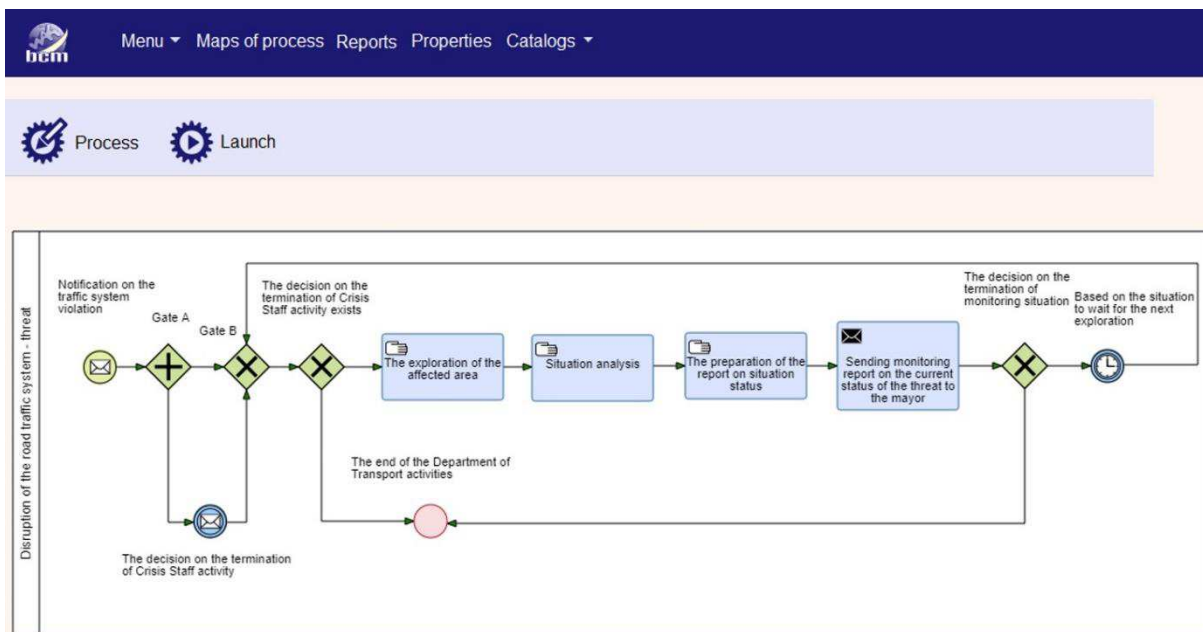 bcm
Menu Maps of process Reports Properties Catalogs
Process Launch
Disruption of the road traffic system - threat
Notification on the
traffic system
violation
Gate A
Gate B
The decision on the
termination of Crisis
Staff activity exists
The exploration of the
affected area
Situation analysis
The preparation of the
report on situation
status
Sending monitoring
report on the current
status of the threat to
the mayor
The decision on the
termination of
monitoring situation
Based on the situation
to wait for the next
exploration
The end of the Department of
Transport activities
The decision on the termination
of Crisis Staff activity